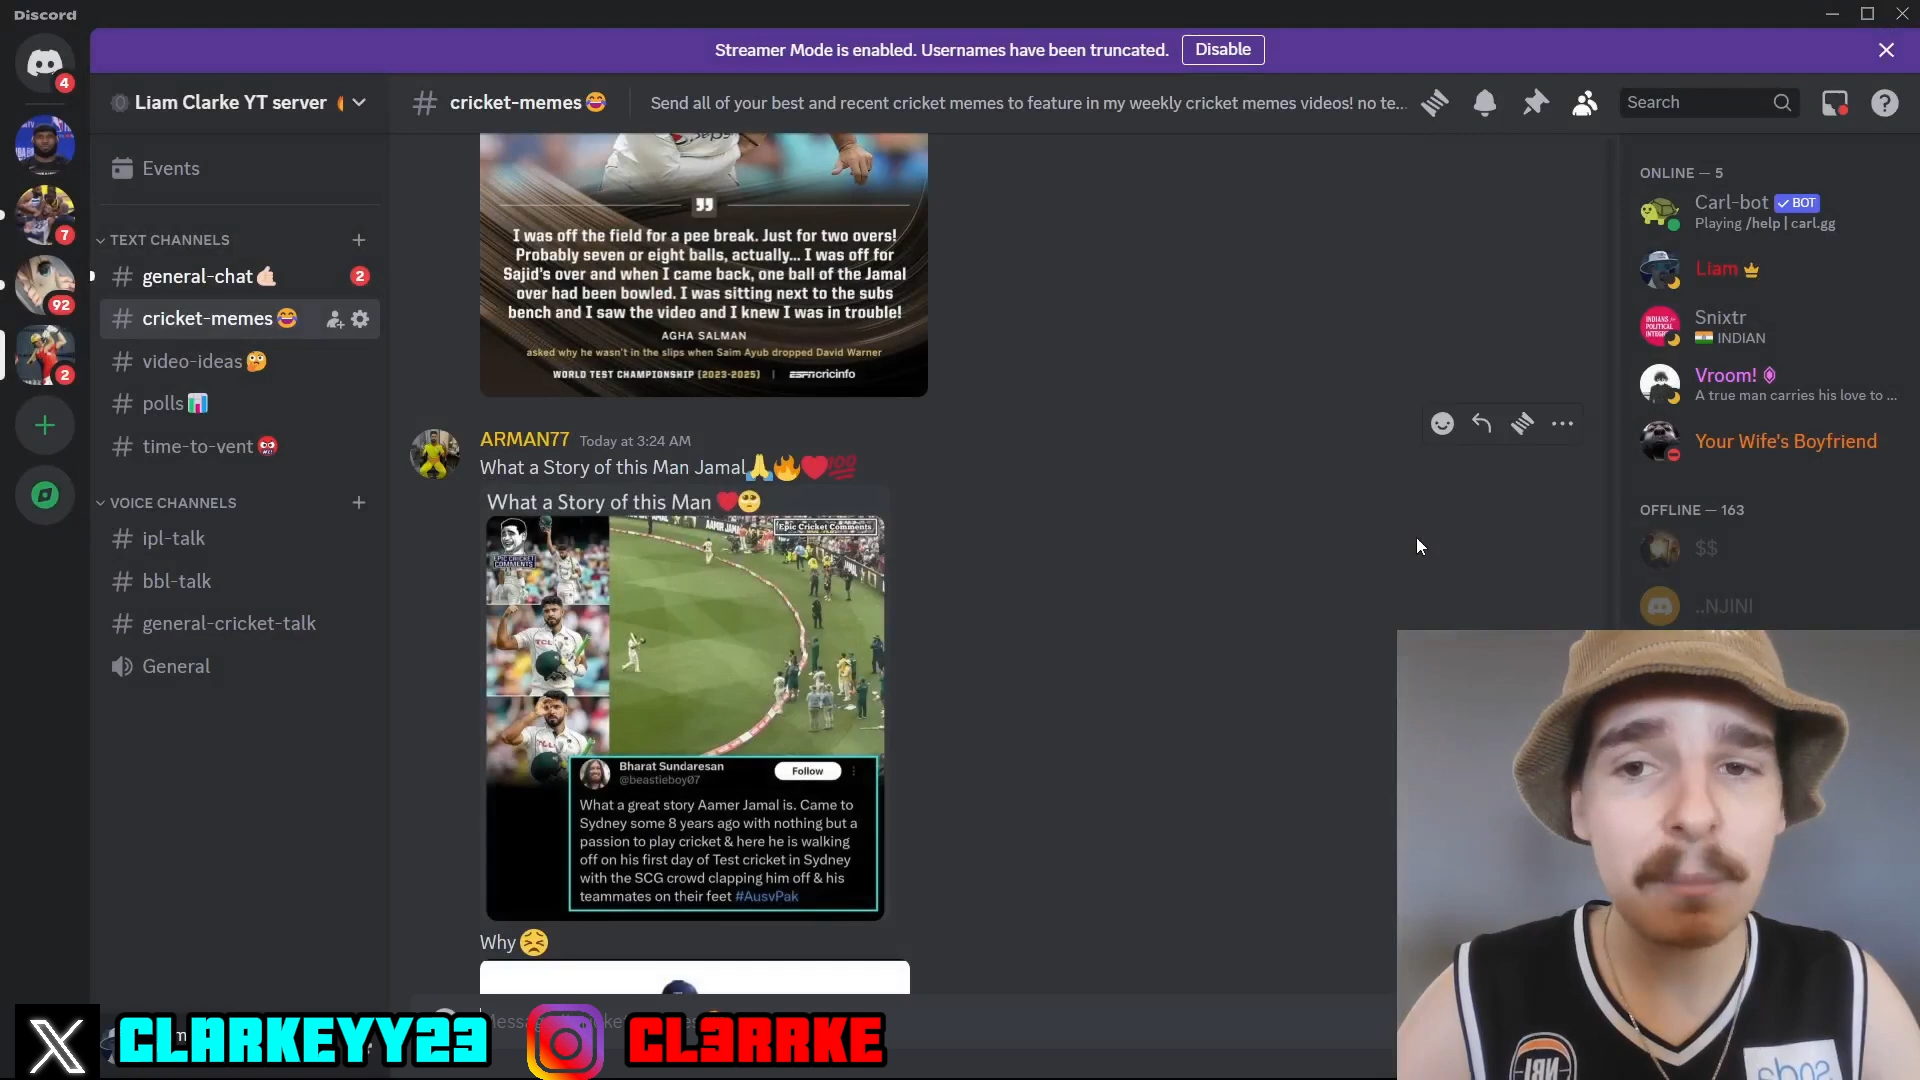 Discord
Streamer Mode is enabled. Usernames have been truncated.
Disable
4
7
92
2
Liam Clarke YT server
Events
TEXT CHANNELS
general-chat
2
cricket-memes
video-ideas
polls
time-to-vent
VOICE CHANNELS
ipl-talk
bbl-talk
general-cricket-talk
General
cricket-memes
Send all of your best and recent cricket memes to feature in my weekly cricket memes videos! no te...
Search
I was off the field for a pee break. Just for two overs!
Probably seven or eight balls, actually... I was off for
Sajid's over and when I came back, one ball of the Jamal
over had been bowled. I was sitting next to the subs
bench and I saw the video and I knew I was in trouble!
AGHA SALMAN
asked why he wasn't in the slips when Saim Ayub dropped David Warner
WORLD TEST CHAMPIONSHIP (2023-2025) | ESPNcricinfo
ARMAN77 Today at 3:24 AM
What a Story of this Man Jamal🙏🔥❤️💯
What a Story of this Man ❤️🥺
Epic Cricket Comments
EPIC CRICKET
COMMENTS
TCL
Bharat Sundaresan
@beastieboy07
Follow
What a great story Aamer Jamal is. Came to
Sydney some 8 years ago with nothing but a
passion to play cricket & here he is walking
off on his first day of Test cricket in Sydney
with the SCG crowd clapping him off & his
teammates on their feet #AusvPak
Why 😣
ONLINE — 5
Carl-bot BOT
Playing /help | carl.gg
Liam
Snixtr
INDIAN
Vroom!
A true man carries his love to ...
Your Wife's Boyfriend
OFFLINE — 163
$$
..NJINI
CLARKEYY23
CL3RRKE
NBL